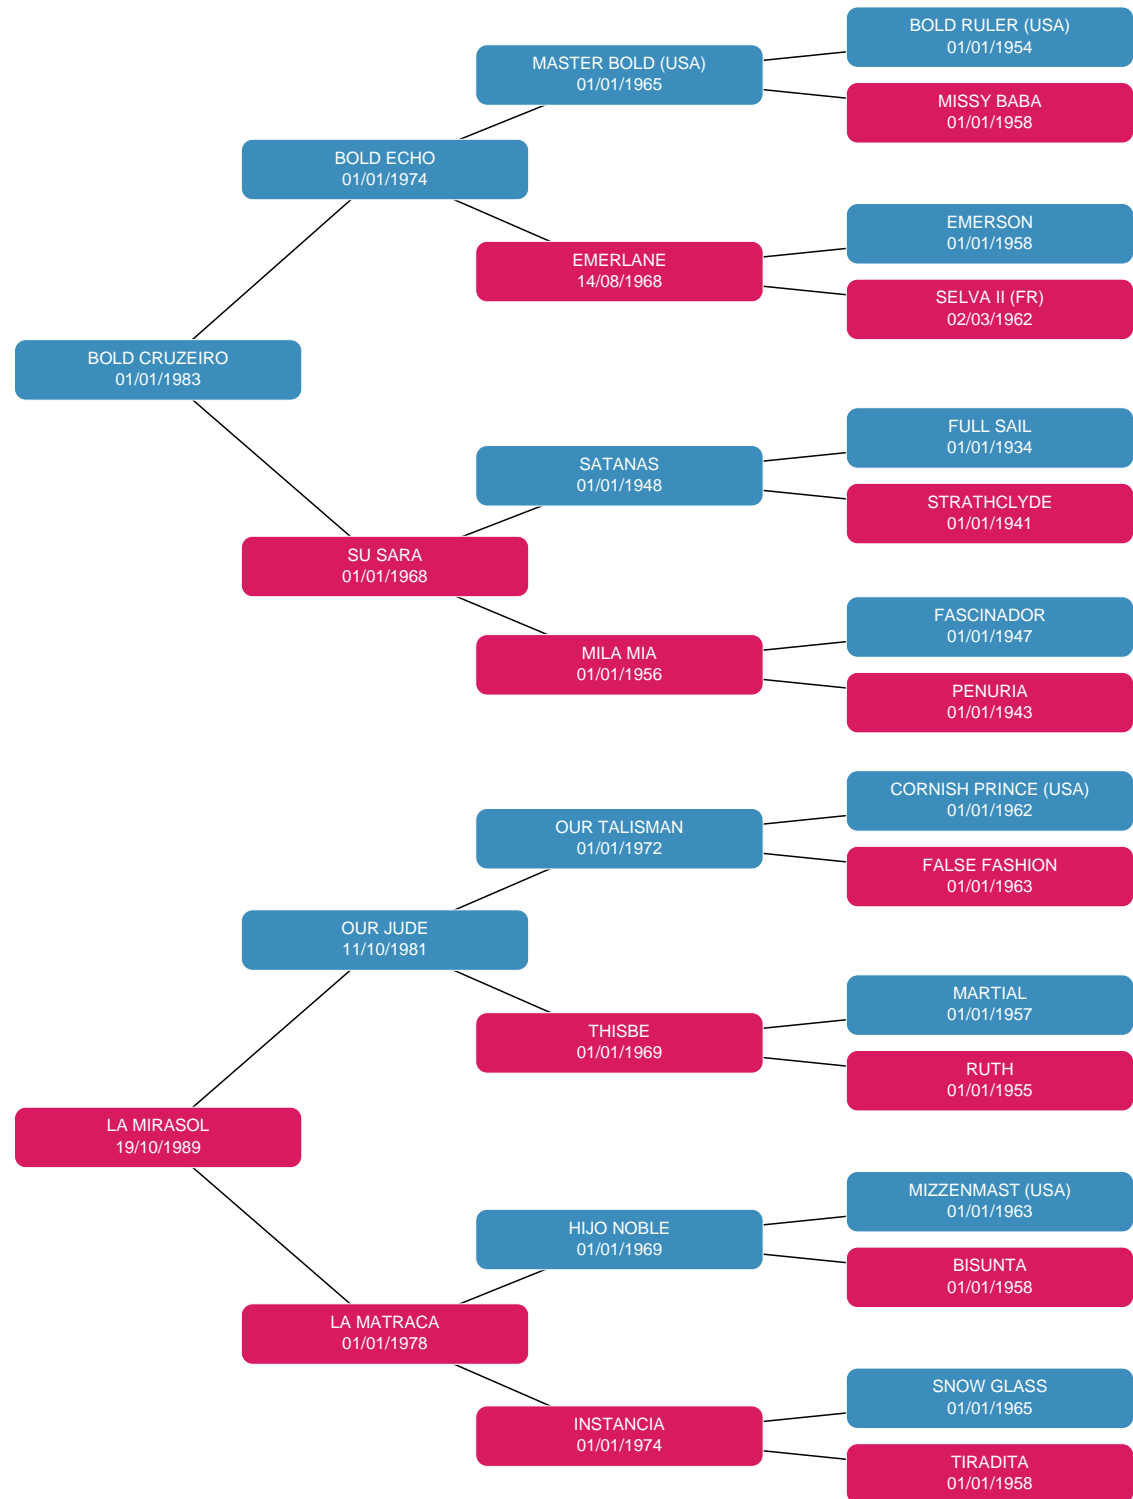 BOLD RULER (USA)
01/01/1954
MASTER BOLD (USA)
01/01/1965
MISSY BABA
01/01/1958
BOLD ECHO
01/01/1974
EMERSON
01/01/1958
EMERLANE
14/08/1968
SELVA II (FR)
02/03/1962
BOLD CRUZEIRO
01/01/1983
FULL SAIL
01/01/1934
SATANAS
01/01/1948
STRATHCLYDE
01/01/1941
SU SARA
01/01/1968
FASCINADOR
01/01/1947
MILA MIA
01/01/1956
PENURIA
01/01/1943
CORNISH PRINCE (USA)
01/01/1962
OUR TALISMAN
01/01/1972
FALSE FASHION
01/01/1963
OUR JUDE
11/10/1981
MARTIAL
01/01/1957
THISBE
01/01/1969
RUTH
01/01/1955
LA MIRASOL
19/10/1989
MIZZENMAST (USA)
01/01/1963
HIJO NOBLE
01/01/1969
BISUNTA
01/01/1958
LA MATRACA
01/01/1978
SNOW GLASS
01/01/1965
INSTANCIA
01/01/1974
TIRADITA
01/01/1958